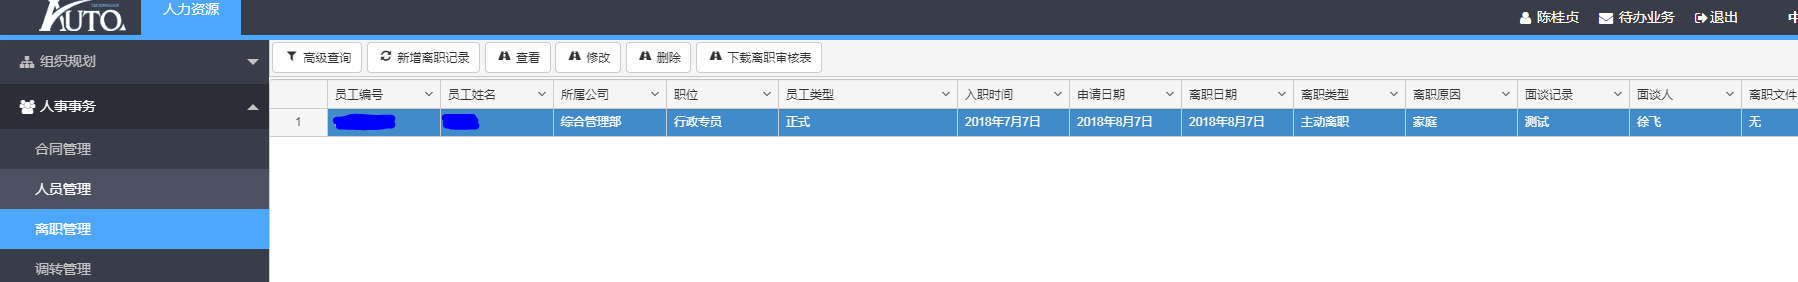 AUTO. 人力资源 陈桂贞 待办业务 退出
组织规划
高级查询 新增离职记录 查看 修改 删除 下载离职审核表
员工编号 员工姓名 所属公司 职位 员工类型 入职时间 申请日期 离职日期 离职类型 离职原因 面谈记录 面谈人 离职文件
人事事务
1 综合管理部 行政专员 正式 2018年7月7日 2018年8月7日 2018年8月7日 主动离职 家庭 测试 徐飞 无
合同管理
人员管理
离职管理
调转管理